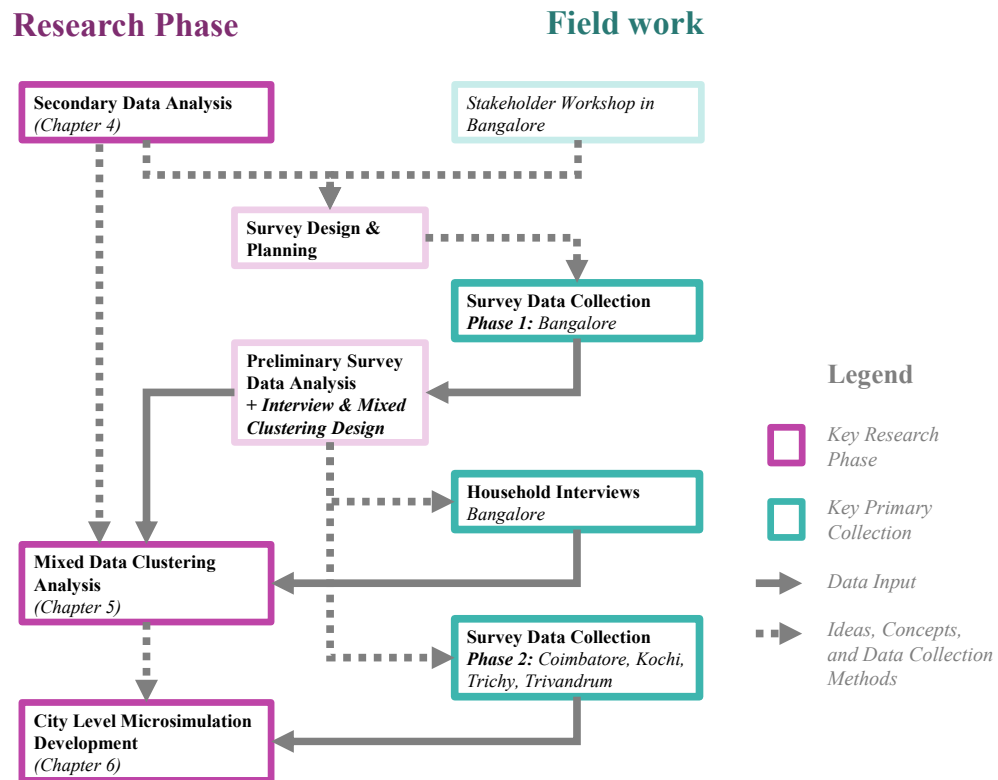 Research Phase
Field work
Secondary Data Analysis
(Chapter 4)
Stakeholder Workshop in
Bangalore
Survey Design &
Planning
Survey Data Collection
Phase 1: Bangalore
Preliminary Survey
Data Analysis
+ Interview & Mixed
Clustering Design
Household Interviews
Bangalore
Mixed Data Clustering
Analysis
(Chapter 5)
Survey Data Collection
Phase 2: Coimbatore, Kochi,
Trichy, Trivandrum
City Level Microsimulation
Development
(Chapter 6)
Legend
Key Research
Phase
Key Primary
Collection
Data Input
Ideas, Concepts,
and Data Collection
Methods